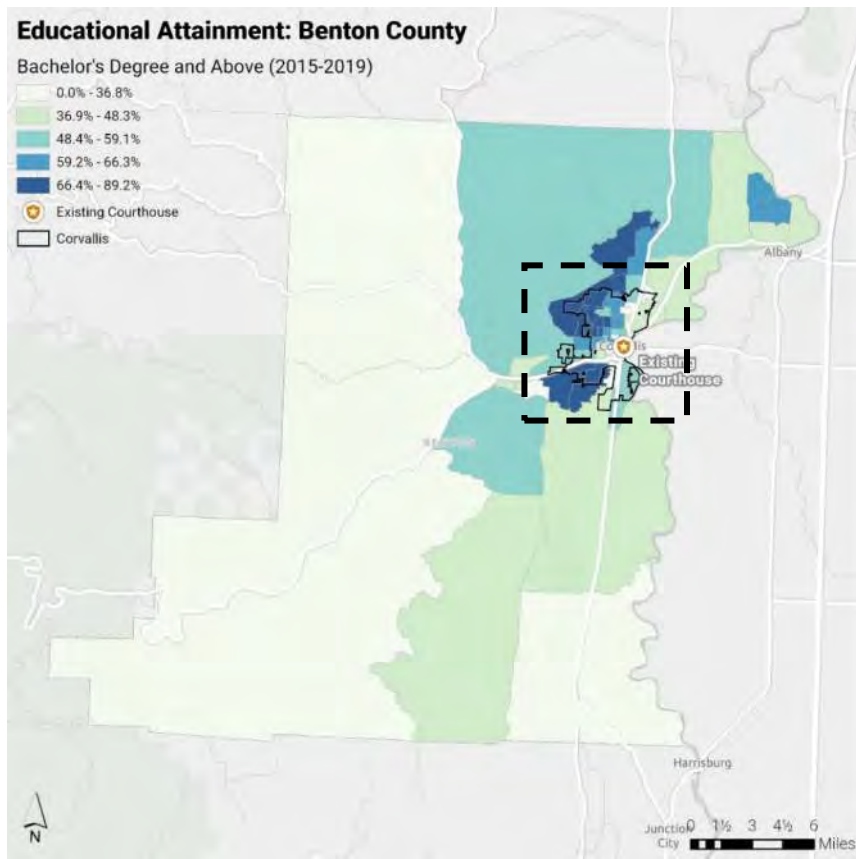 Educational Attainment: Benton County
Bachelor's Degree and Above (2015-2019)
0.0% - 36.8%
36.9% - 48.3%
48.4% - 59.1%
59.2% - 66.3%
66.4% - 89.2%
Existing Courthouse
Corvallis
Albany
Existing
Courthouse
Harrisburg
Junction
City
0 1½ 3 4½ 6
Miles
N